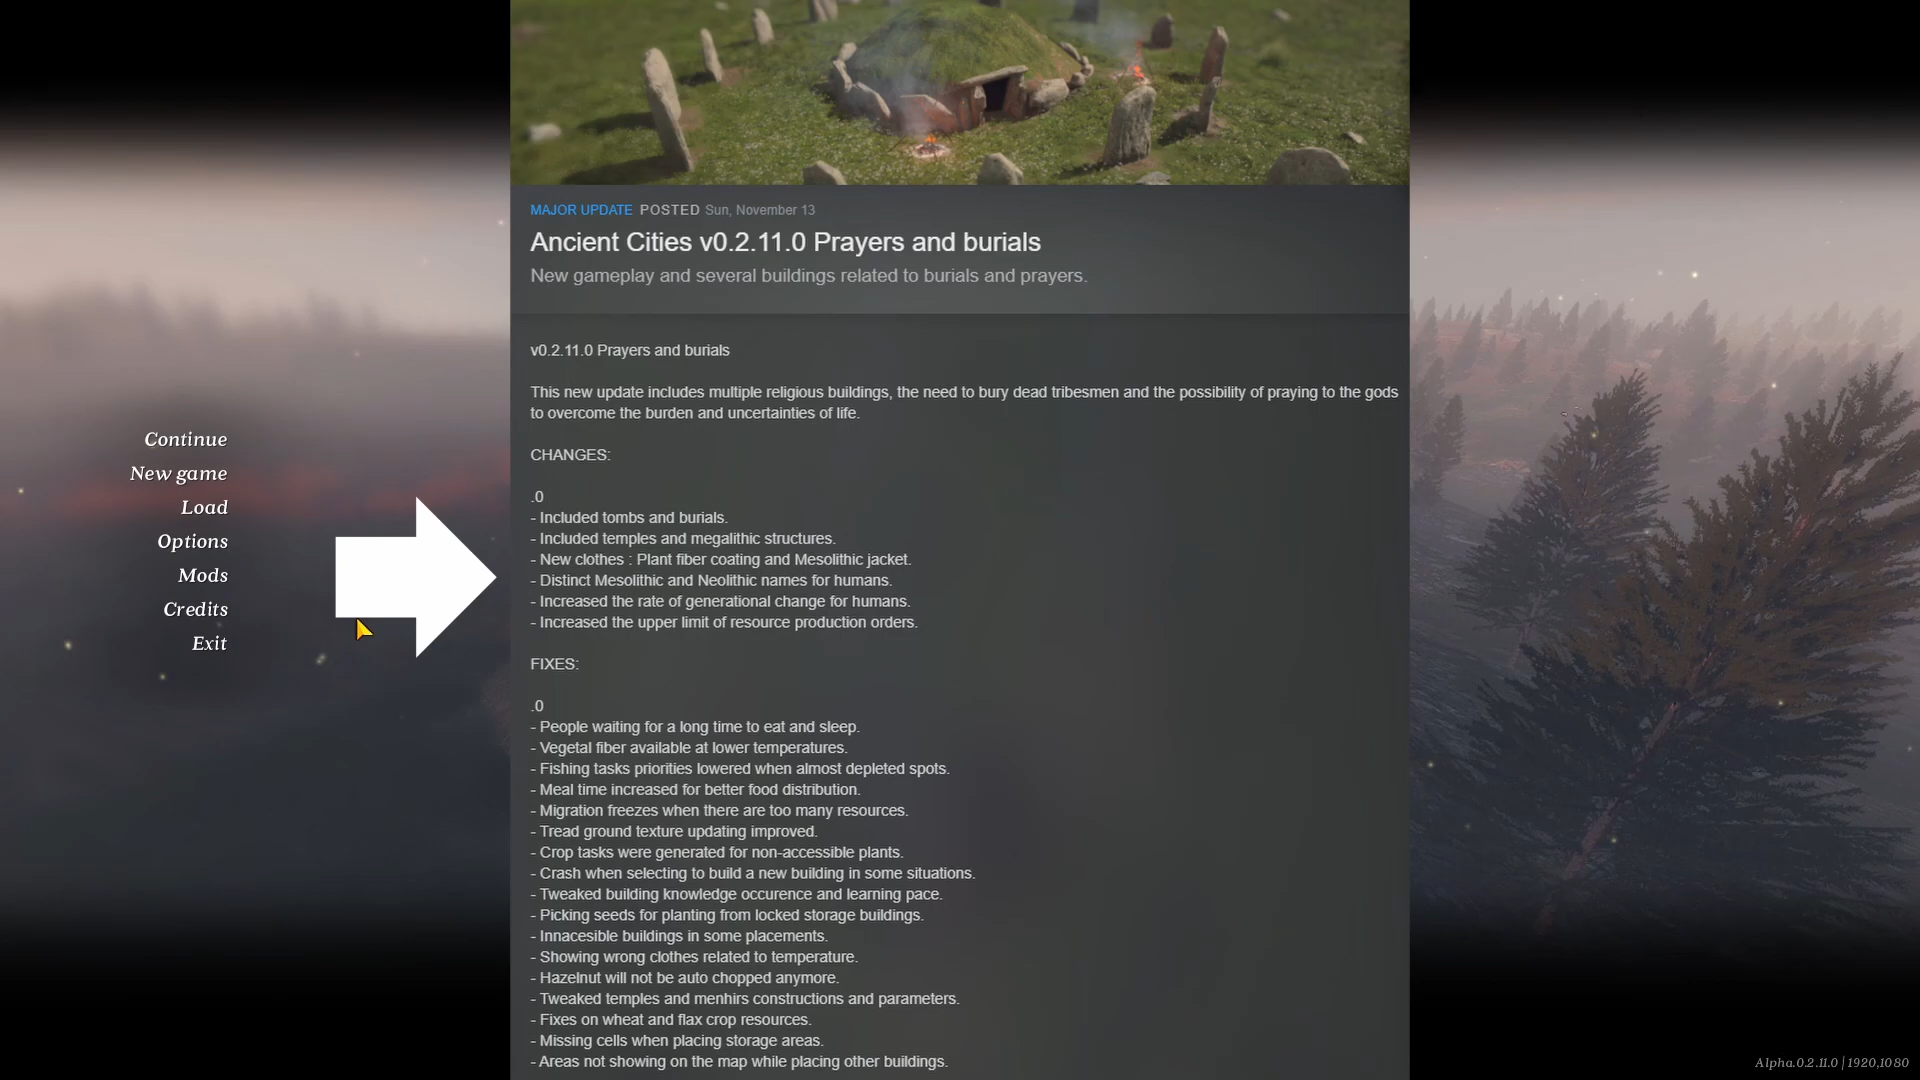 MAJOR UPDATE POSTED Sun, November 13
Ancient Cities v0.2.11.0 Prayers and burials
New gameplay and several buildings related to burials and prayers.
v0.2.11.0 Prayers and burials
This new update includes multiple religious buildings, the need to bury dead tribesmen and the possibility of praying to the gods
to overcome the burden and uncertainties of life.
CHANGES:
.0
- Included tombs and burials.
- Included temples and megalithic structures.
- New clothes : Plant fiber coating and Mesolithic jacket.
- Distinct Mesolithic and Neolithic names for humans.
- Increased the rate of generational change for humans.
- Increased the upper limit of resource production orders.
FIXES:
.0
- People waiting for a long time to eat and sleep.
- Vegetal fiber available at lower temperatures.
- Fishing tasks priorities lowered when almost depleted spots.
- Meal time increased for better food distribution.
- Migration freezes when there are too many resources.
- Tread ground texture updating improved.
- Crop tasks were generated for non-accessible plants.
- Crash when selecting to build a new building in some situations.
- Tweaked building knowledge occurence and learning pace.
- Picking seeds for planting from locked storage buildings.
- Innacesible buildings in some placements.
- Showing wrong clothes related to temperature.
- Hazelnut will not be auto chopped anymore.
- Tweaked temples and menhirs constructions and parameters.
- Fixes on wheat and flax crop resources.
- Missing cells when placing storage areas.
- Areas not showing on the map while placing other buildings.
Continue
New game
Load
Options
Mods
Credits
Exit
Alpha.0.2.11.0 | 1920,1080